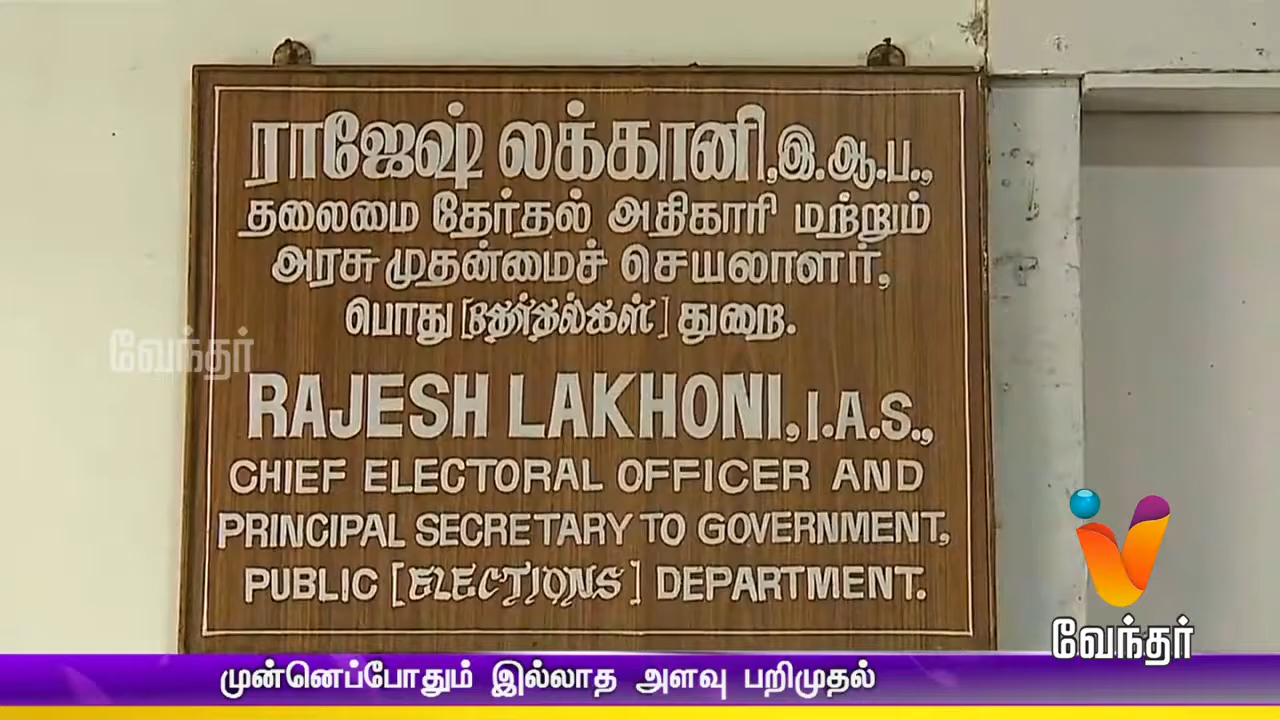 ராஜேஷ் லக்கானி,இ.ஆ.ப.,
தலைமை தேர்தல் அதிகாரி மற்றும்
அரசு முதன்மைச் செயலாளர்,
பொது [தேர்தல்கள்] துறை.
வேந்தர்
RAJESH LAKHONI, I.A.S.,
CHIEF ELECTORAL OFFICER AND
PRINCIPAL SECRETARY TO GOVERNMENT,
PUBLIC [ELECTIONS] DEPARTMENT.
வேந்தர்
முன்னெப்போதும் இல்லாத அளவு பறிமுதல்